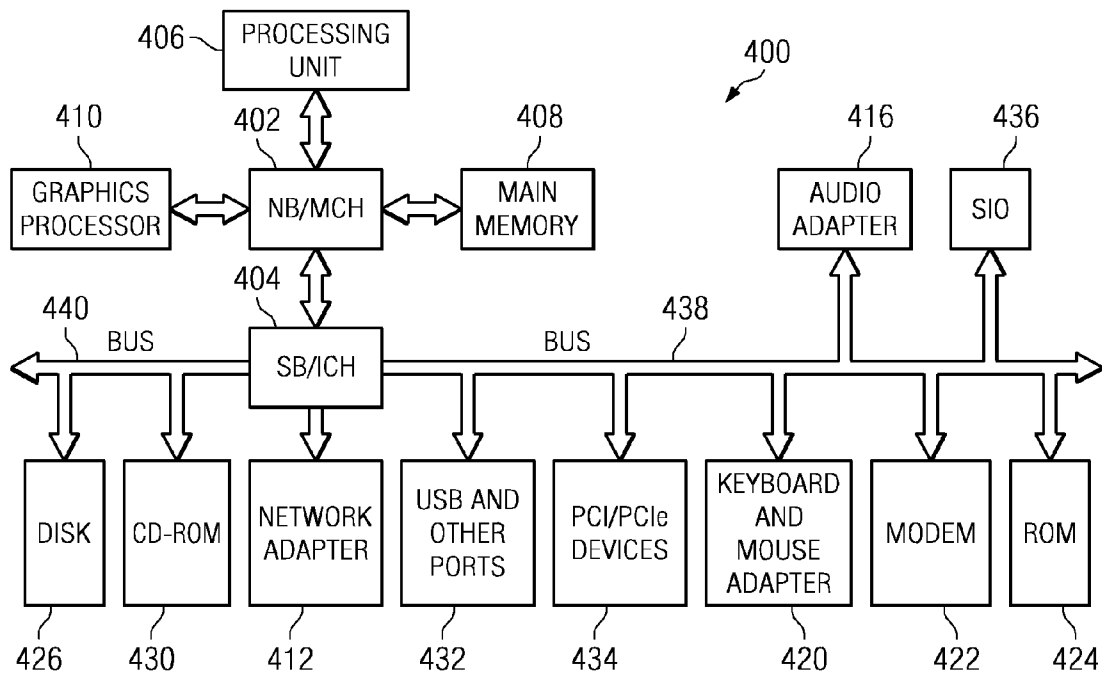 406
PROCESSING
UNIT
400
410
402
408
416
436
GRAPHICS
PROCESSOR
NB/MCH
MAIN
MEMORY
AUDIO
ADAPTER
SIO
404
440
438
BUS
BUS
SB/ICH
DISK
CD-ROM
NETWORK
ADAPTER
USB AND
OTHER
PORTS
PCI/PCIe
DEVICES
KEYBOARD
AND
MOUSE
ADAPTER
MODEM
ROM
426
430
412
432
434
420
422
424